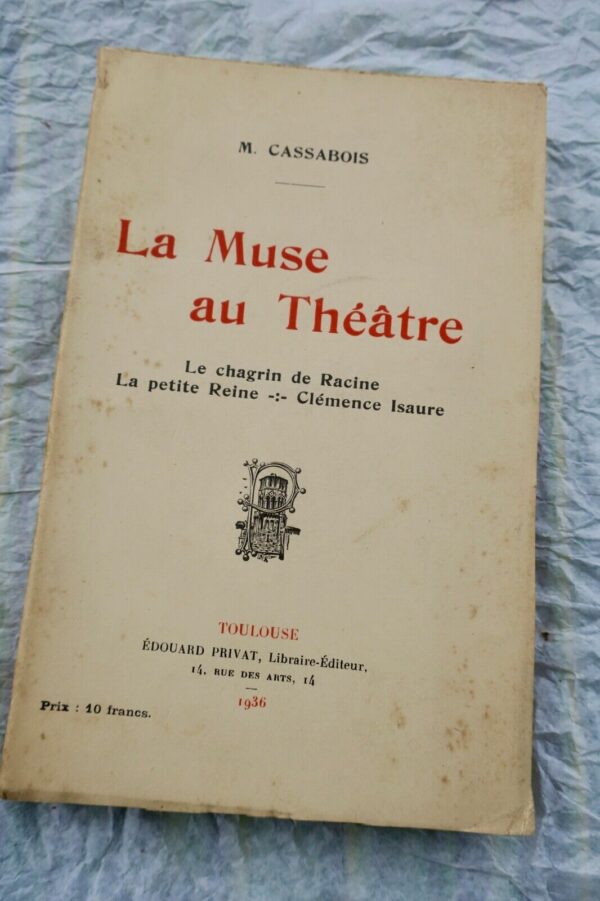 M. CASSABOIS
La Muse
au Théâtre
Le chagrin de Racine
La petite Reine -:- Clémence Isaure
TOULOUSE
ÉDOUARD PRIVAT, Libraire-Éditeur,
14, RUE DES ARTS, 14
1936
Prix : 10 francs.